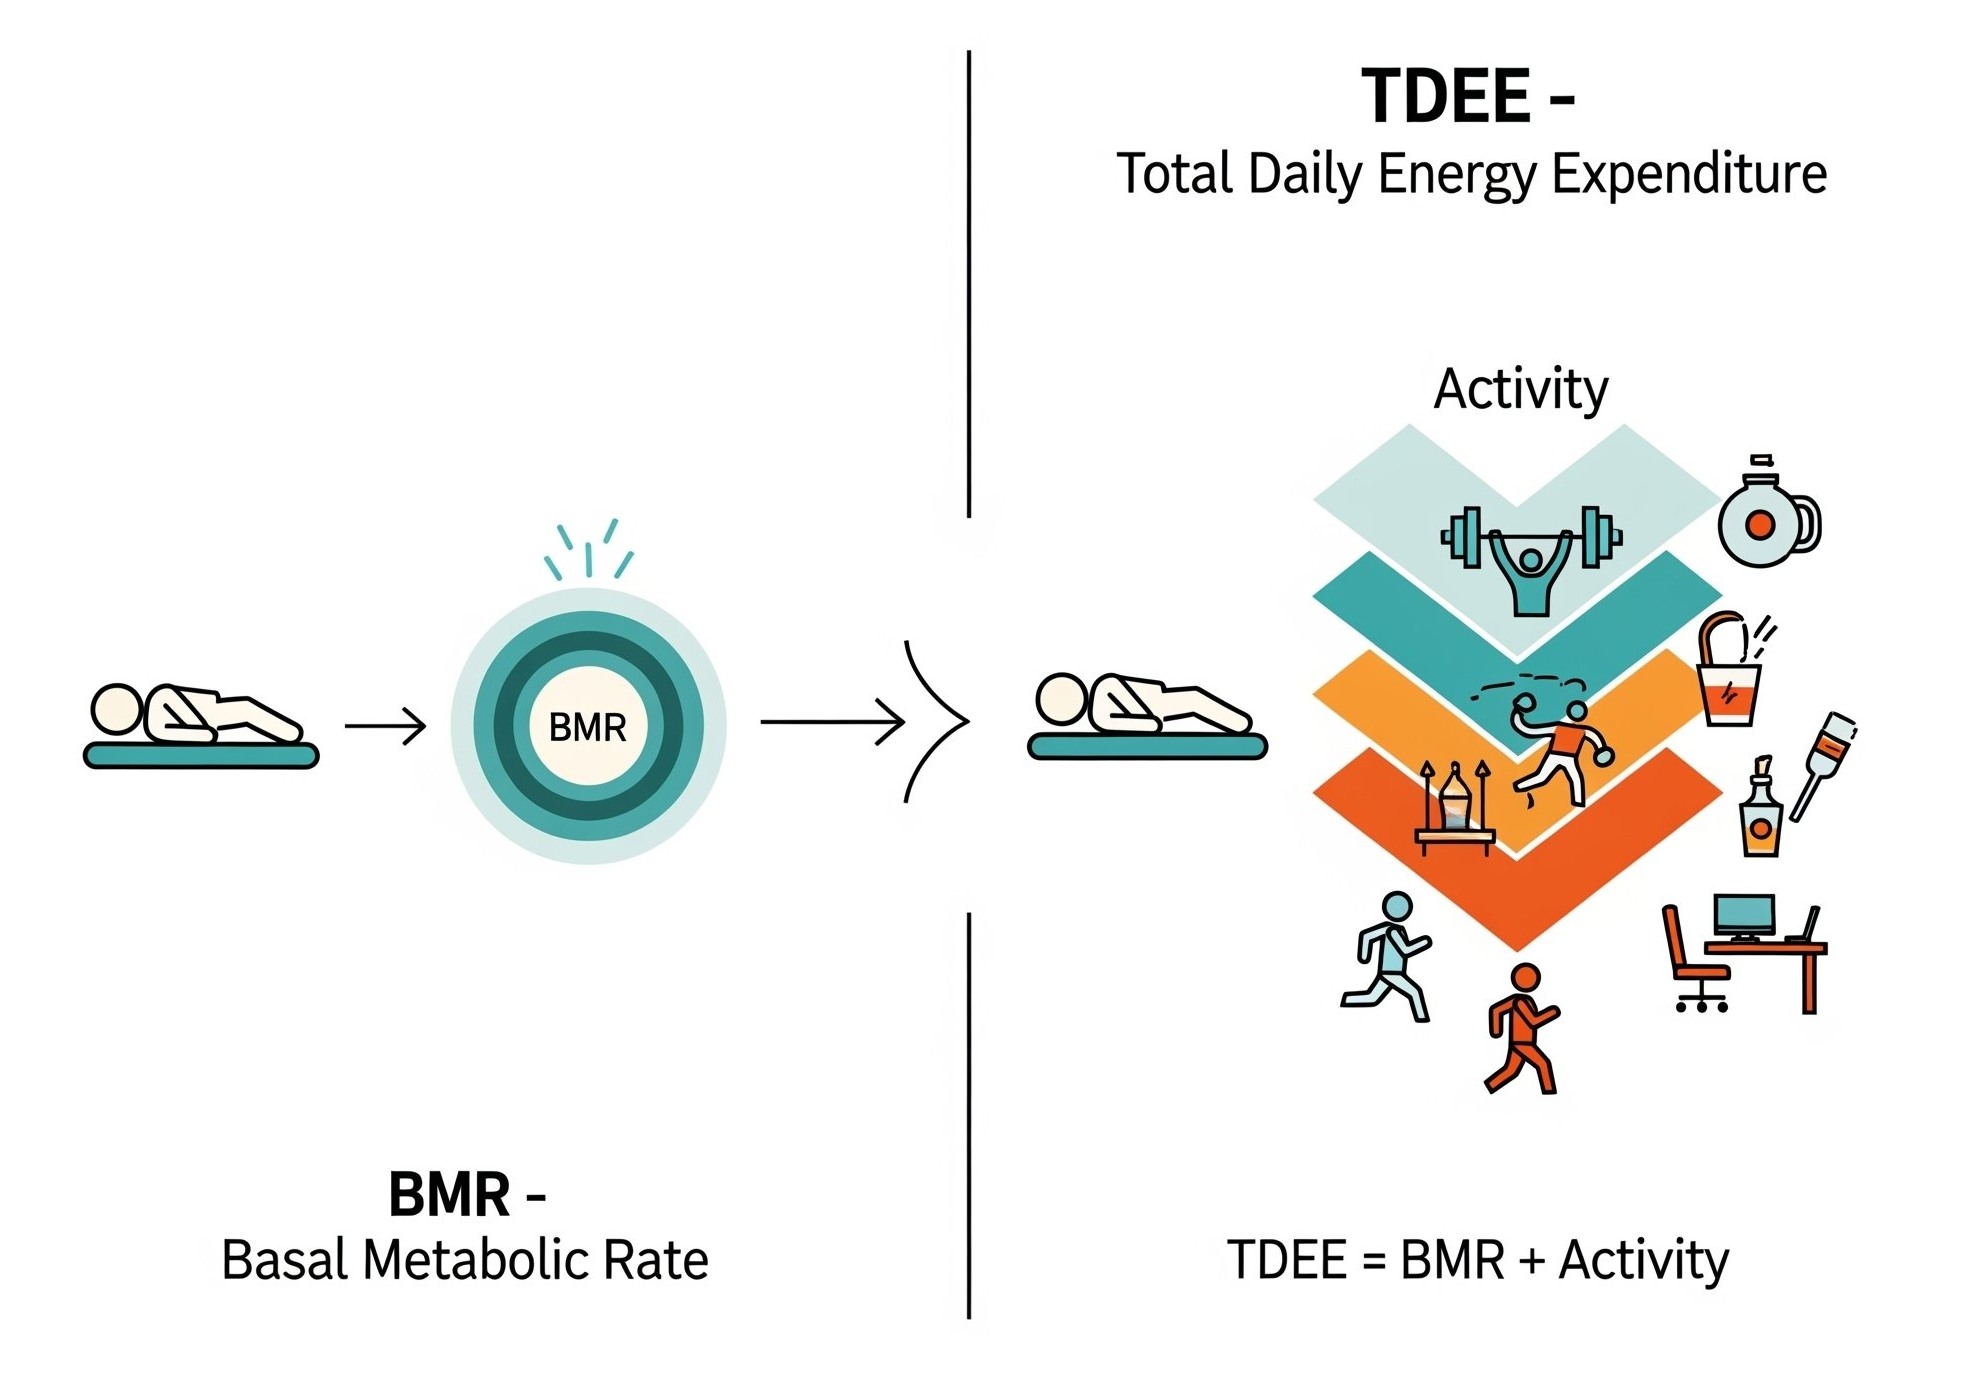 TDEE –
Total Daily Energy Expenditure
Activity
BMR
BMR -
Basal Metabolic Rate
TDEE = BMR + Activity